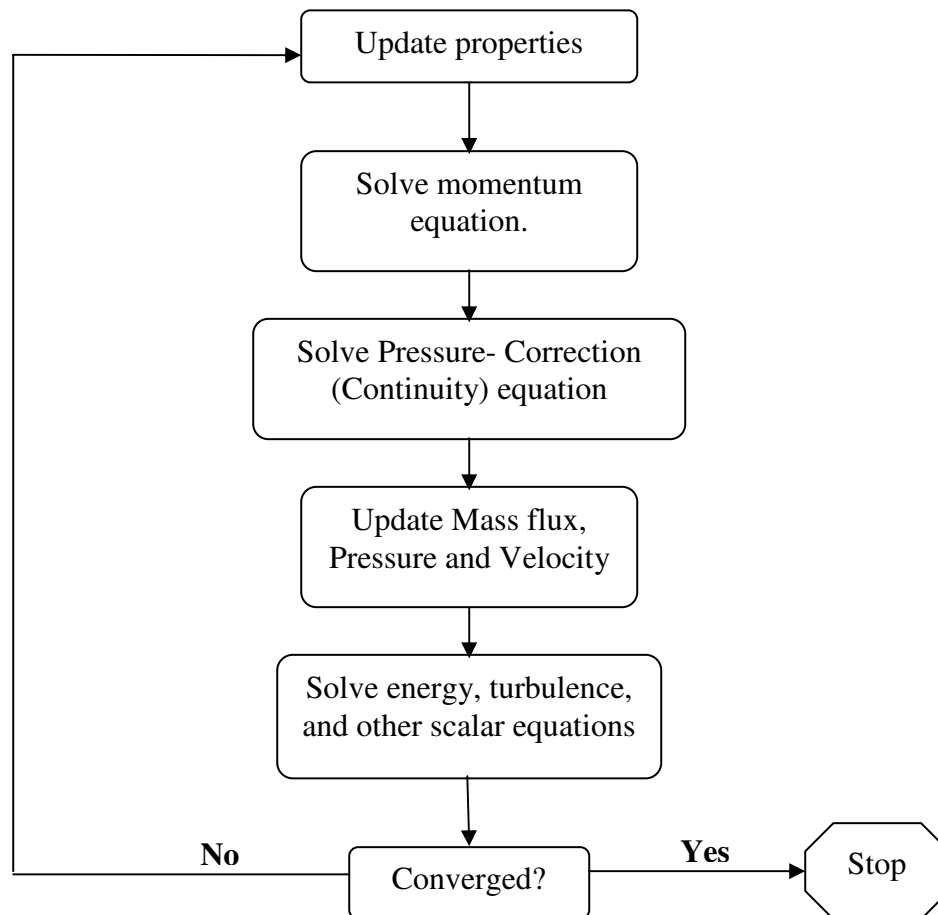 Update properties
Solve momentum
equation.
Solve Pressure- Correction
(Continuity) equation
Update Mass flux,
Pressure and Velocity
Solve energy, turbulence,
and other scalar equations
No
Yes
Converged?
Stop